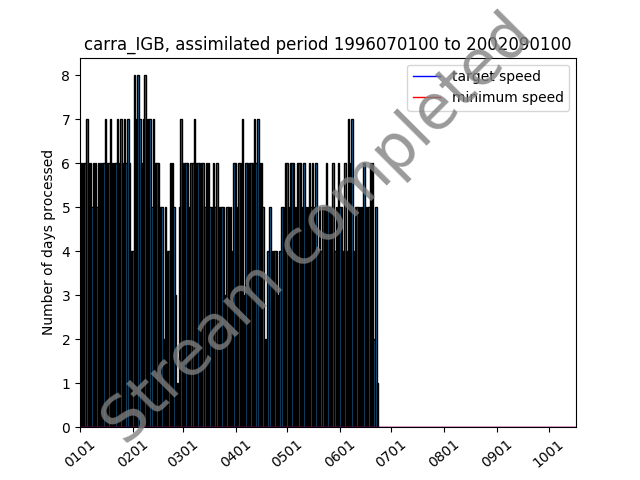 carra_IGB, assimilated period 1996070100 to 2002090100
target speed
minimum speed
Number of days processed
8
7
6
5
4
3
2
1
0
0101 0201 0301 0401 0501 0601 0701 0801 0901 1001
Stream completed